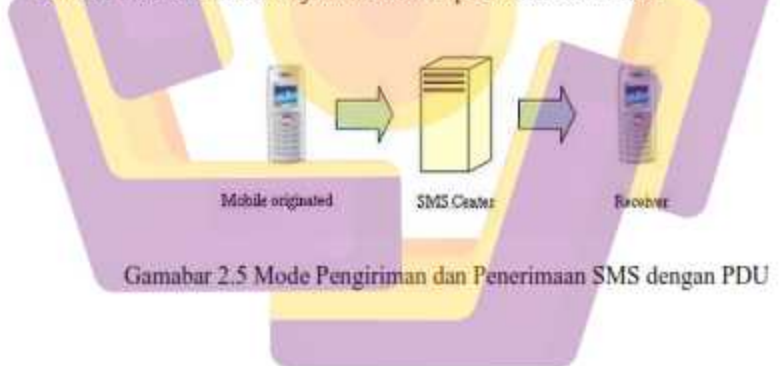 Mobile originated
SMS Center
Receiver
Gamabar 2.5 Mode Pengiriman dan Penerimaan SMS dengan PDU